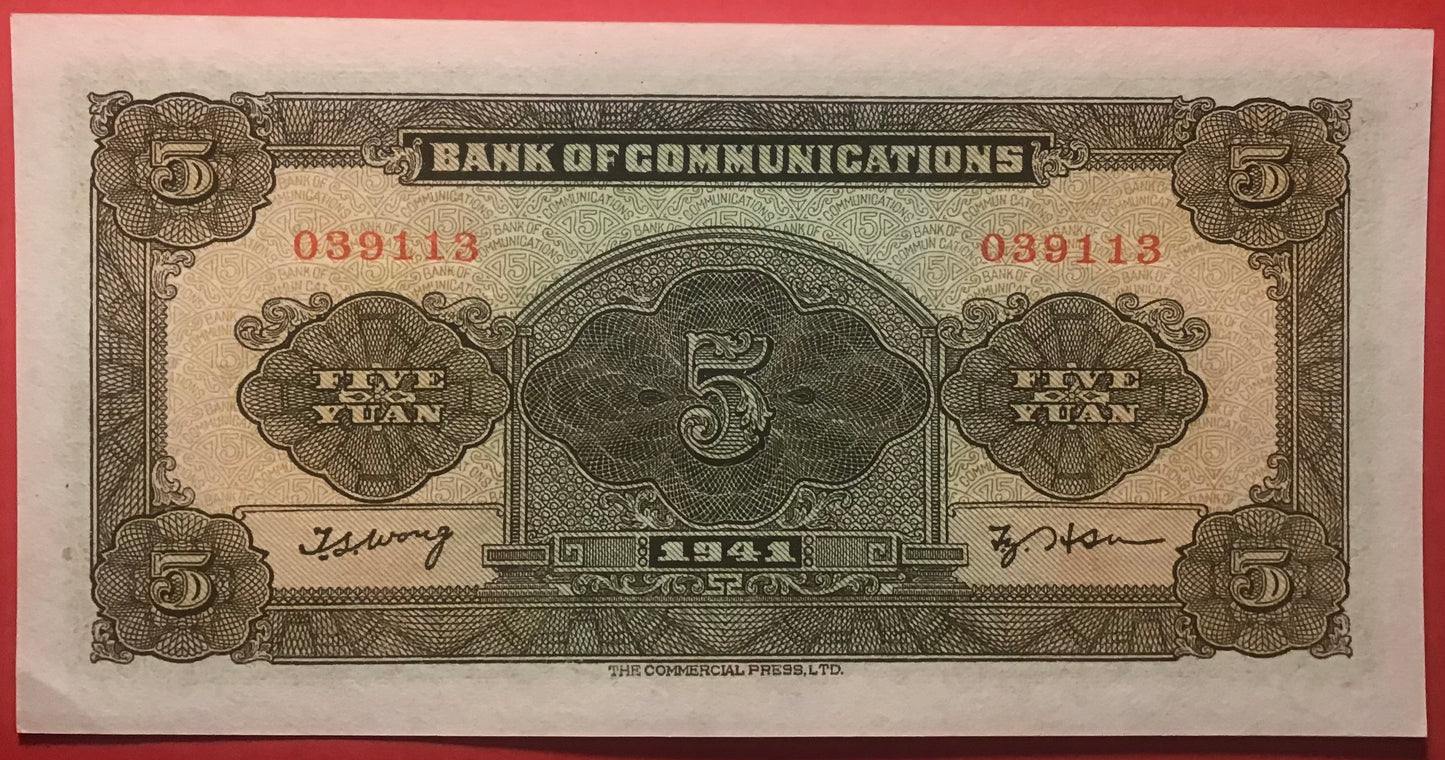 5 5
BANK OF COMMUNICATIONS
039113 039113
FIVE
YUAN
5
FIVE
YUAN
T.S. Wong
1941
5 5
THE COMMERCIAL PRESS, LTD.